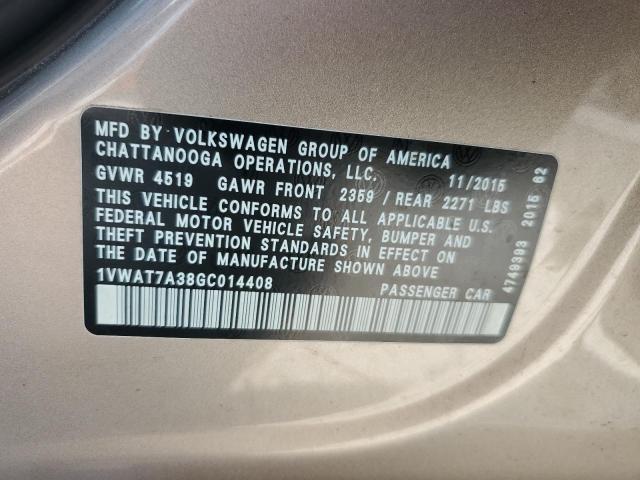 MFD BY VOLKSWAGEN GROUP OF AMERICA
CHATTANOOGA OPERATIONS, LLC. 11/2015
GVWR 4519 GAWR FRONT 2359 / REAR 2271 LBS
THIS VEHICLE CONFORMS TO ALL APPLICABLE U.S.
FEDERAL MOTOR VEHICLE SAFETY, BUMPER AND
THEFT PREVENTION STANDARDS IN EFFECT ON
THE DATE OF MANUFACTURE SHOWN ABOVE.
1VWAT7A38GC014408 PASSENGER CAR
4749393 2015 82